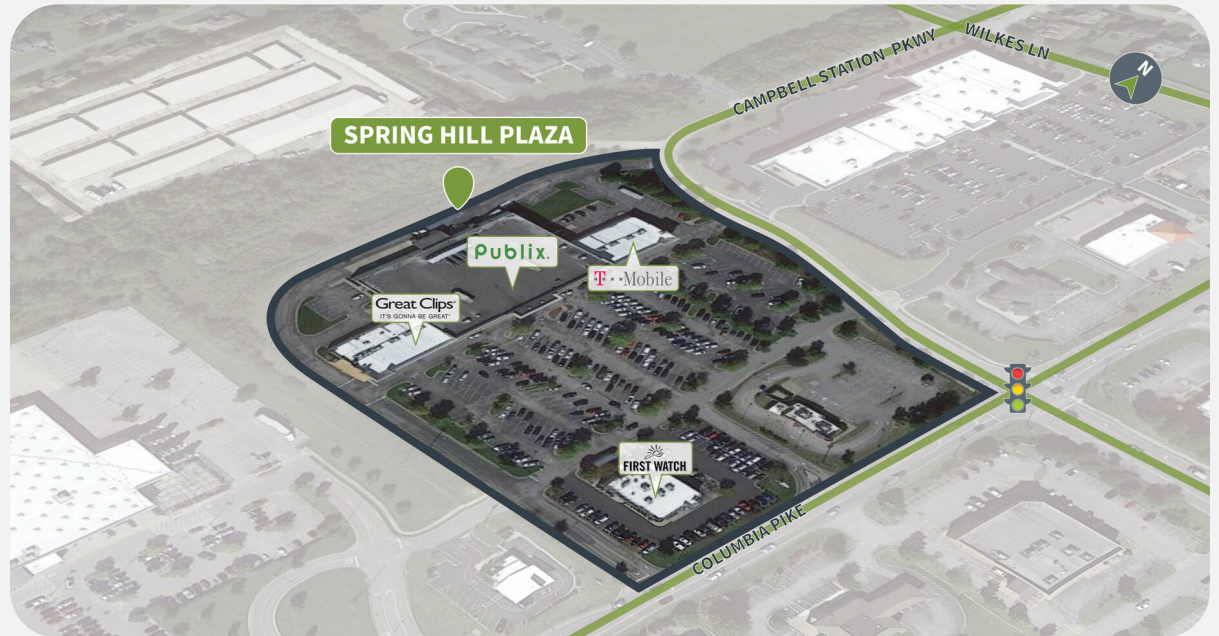 WILKES LN
CAMPBELL STATION PKWY
N
SPRING HILL PLAZA
Publix.
T··Mobile
Great Clips
IT'S GONNA BE GREAT
FIRST WATCH
COLUMBIA PIKE